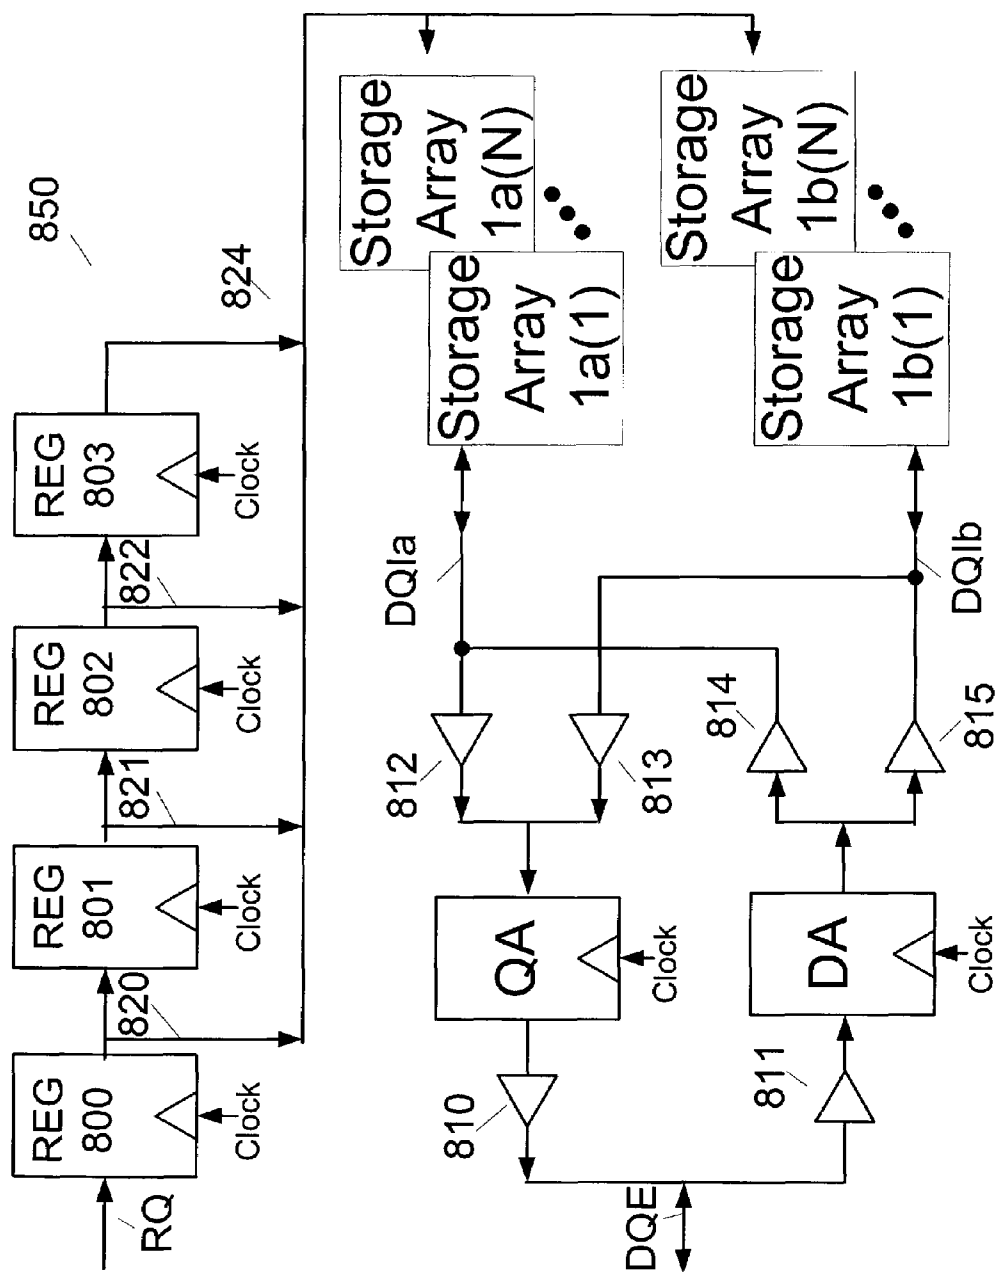 850
RQ
REG
800
Clock
820
REG
801
Clock
821
REG
802
Clock
822
REG
803
Clock
824
DQE
810
QA
Clock
812
813
DQIa
Storage
Array
1a(1)
Storage
Array
1a(N)
811
DA
Clock
814
815
DQIb
Storage
Array
1b(1)
Storage
Array
1b(N)